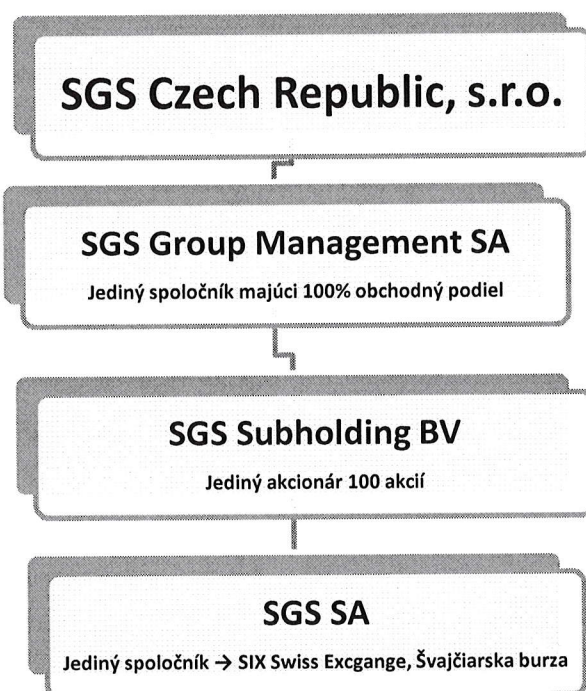 SGS Czech Republic, s.r.o.
SGS Group Management SA
Jediný spoločník majúci 100% obchodný podiel
SGS Subholding BV
Jediný akcionár 100 akcií
SGS SA
Jediný spoločník → SIX Swiss Excgange, Švajčiarska burza